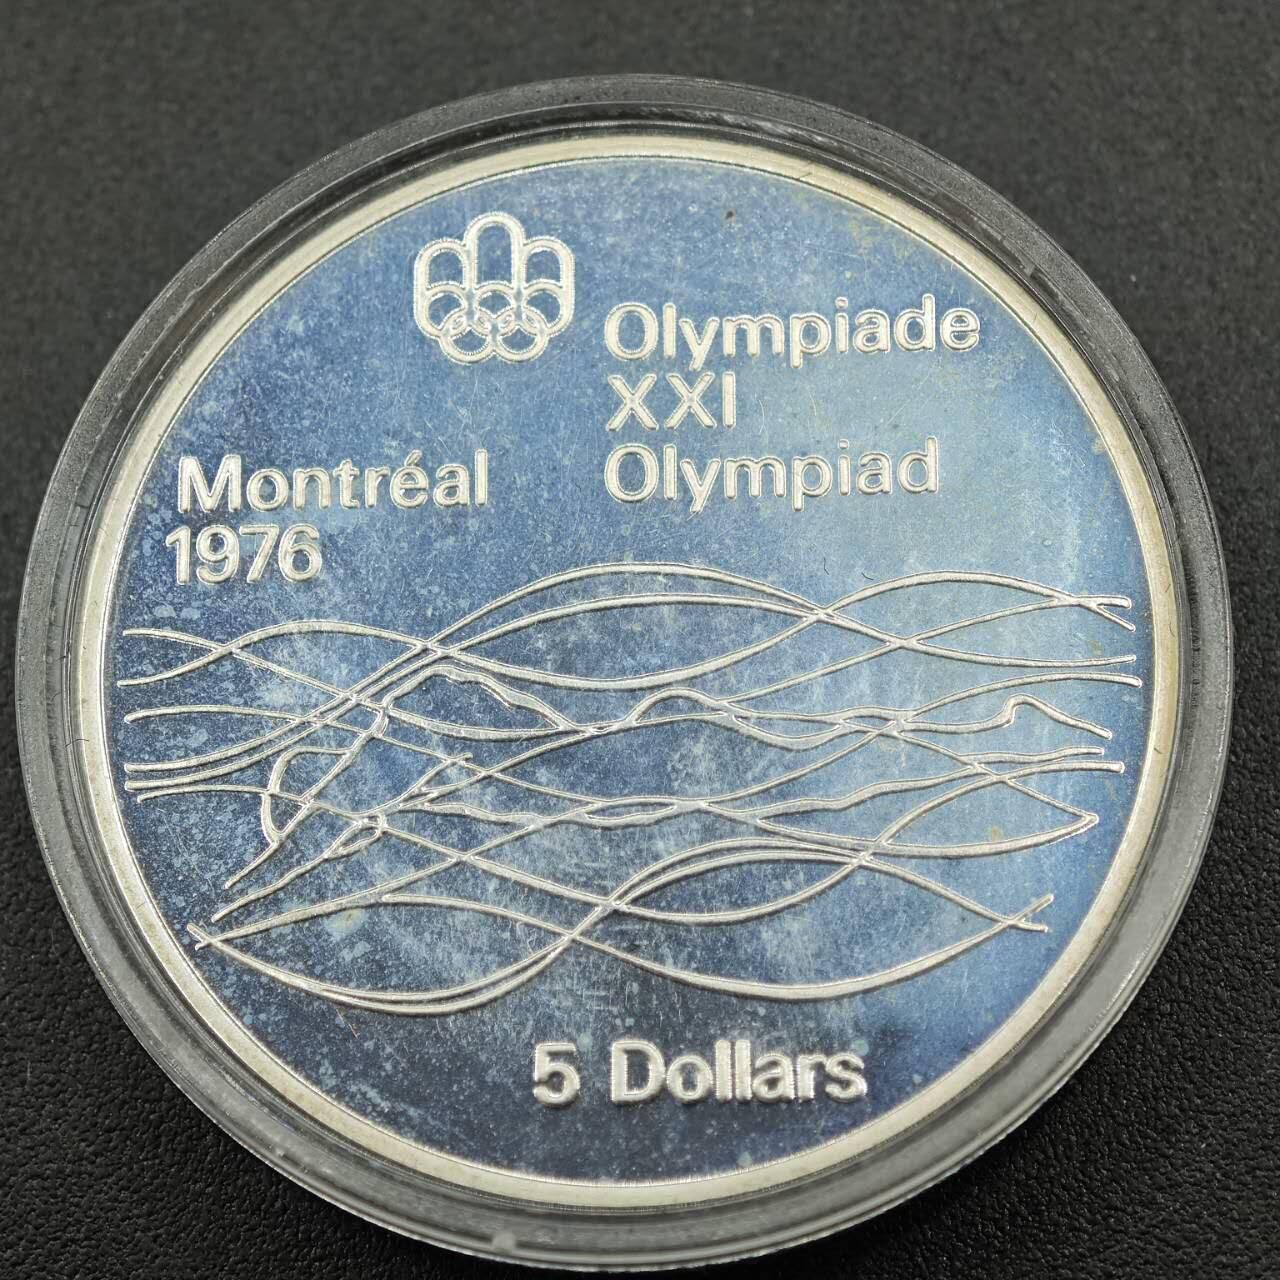 Olympiade
XXI
Olympiad
Montréal
1976
5 Dollars